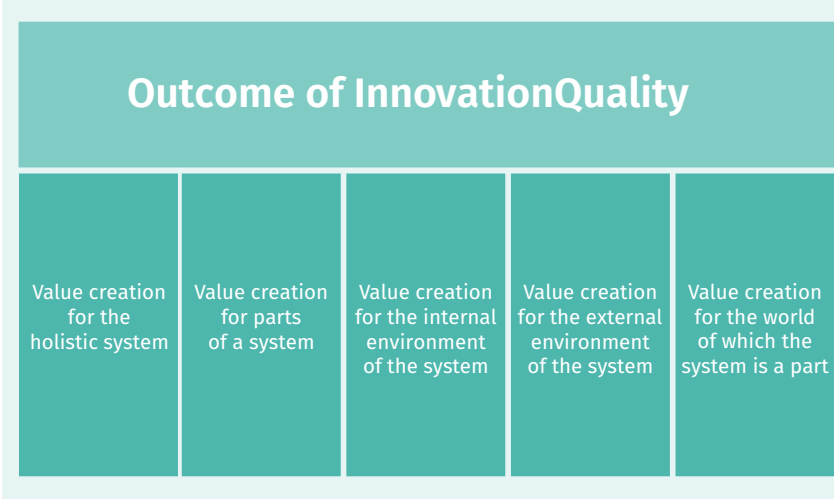 Outcome of InnovationQuality
Value creation
for the
holistic system
Value creation
for parts
of a system
Value creation
for the internal
environment
of the system
Value creation
for the external
environment
of the system
Value creation
for the world
of which the
system is a part